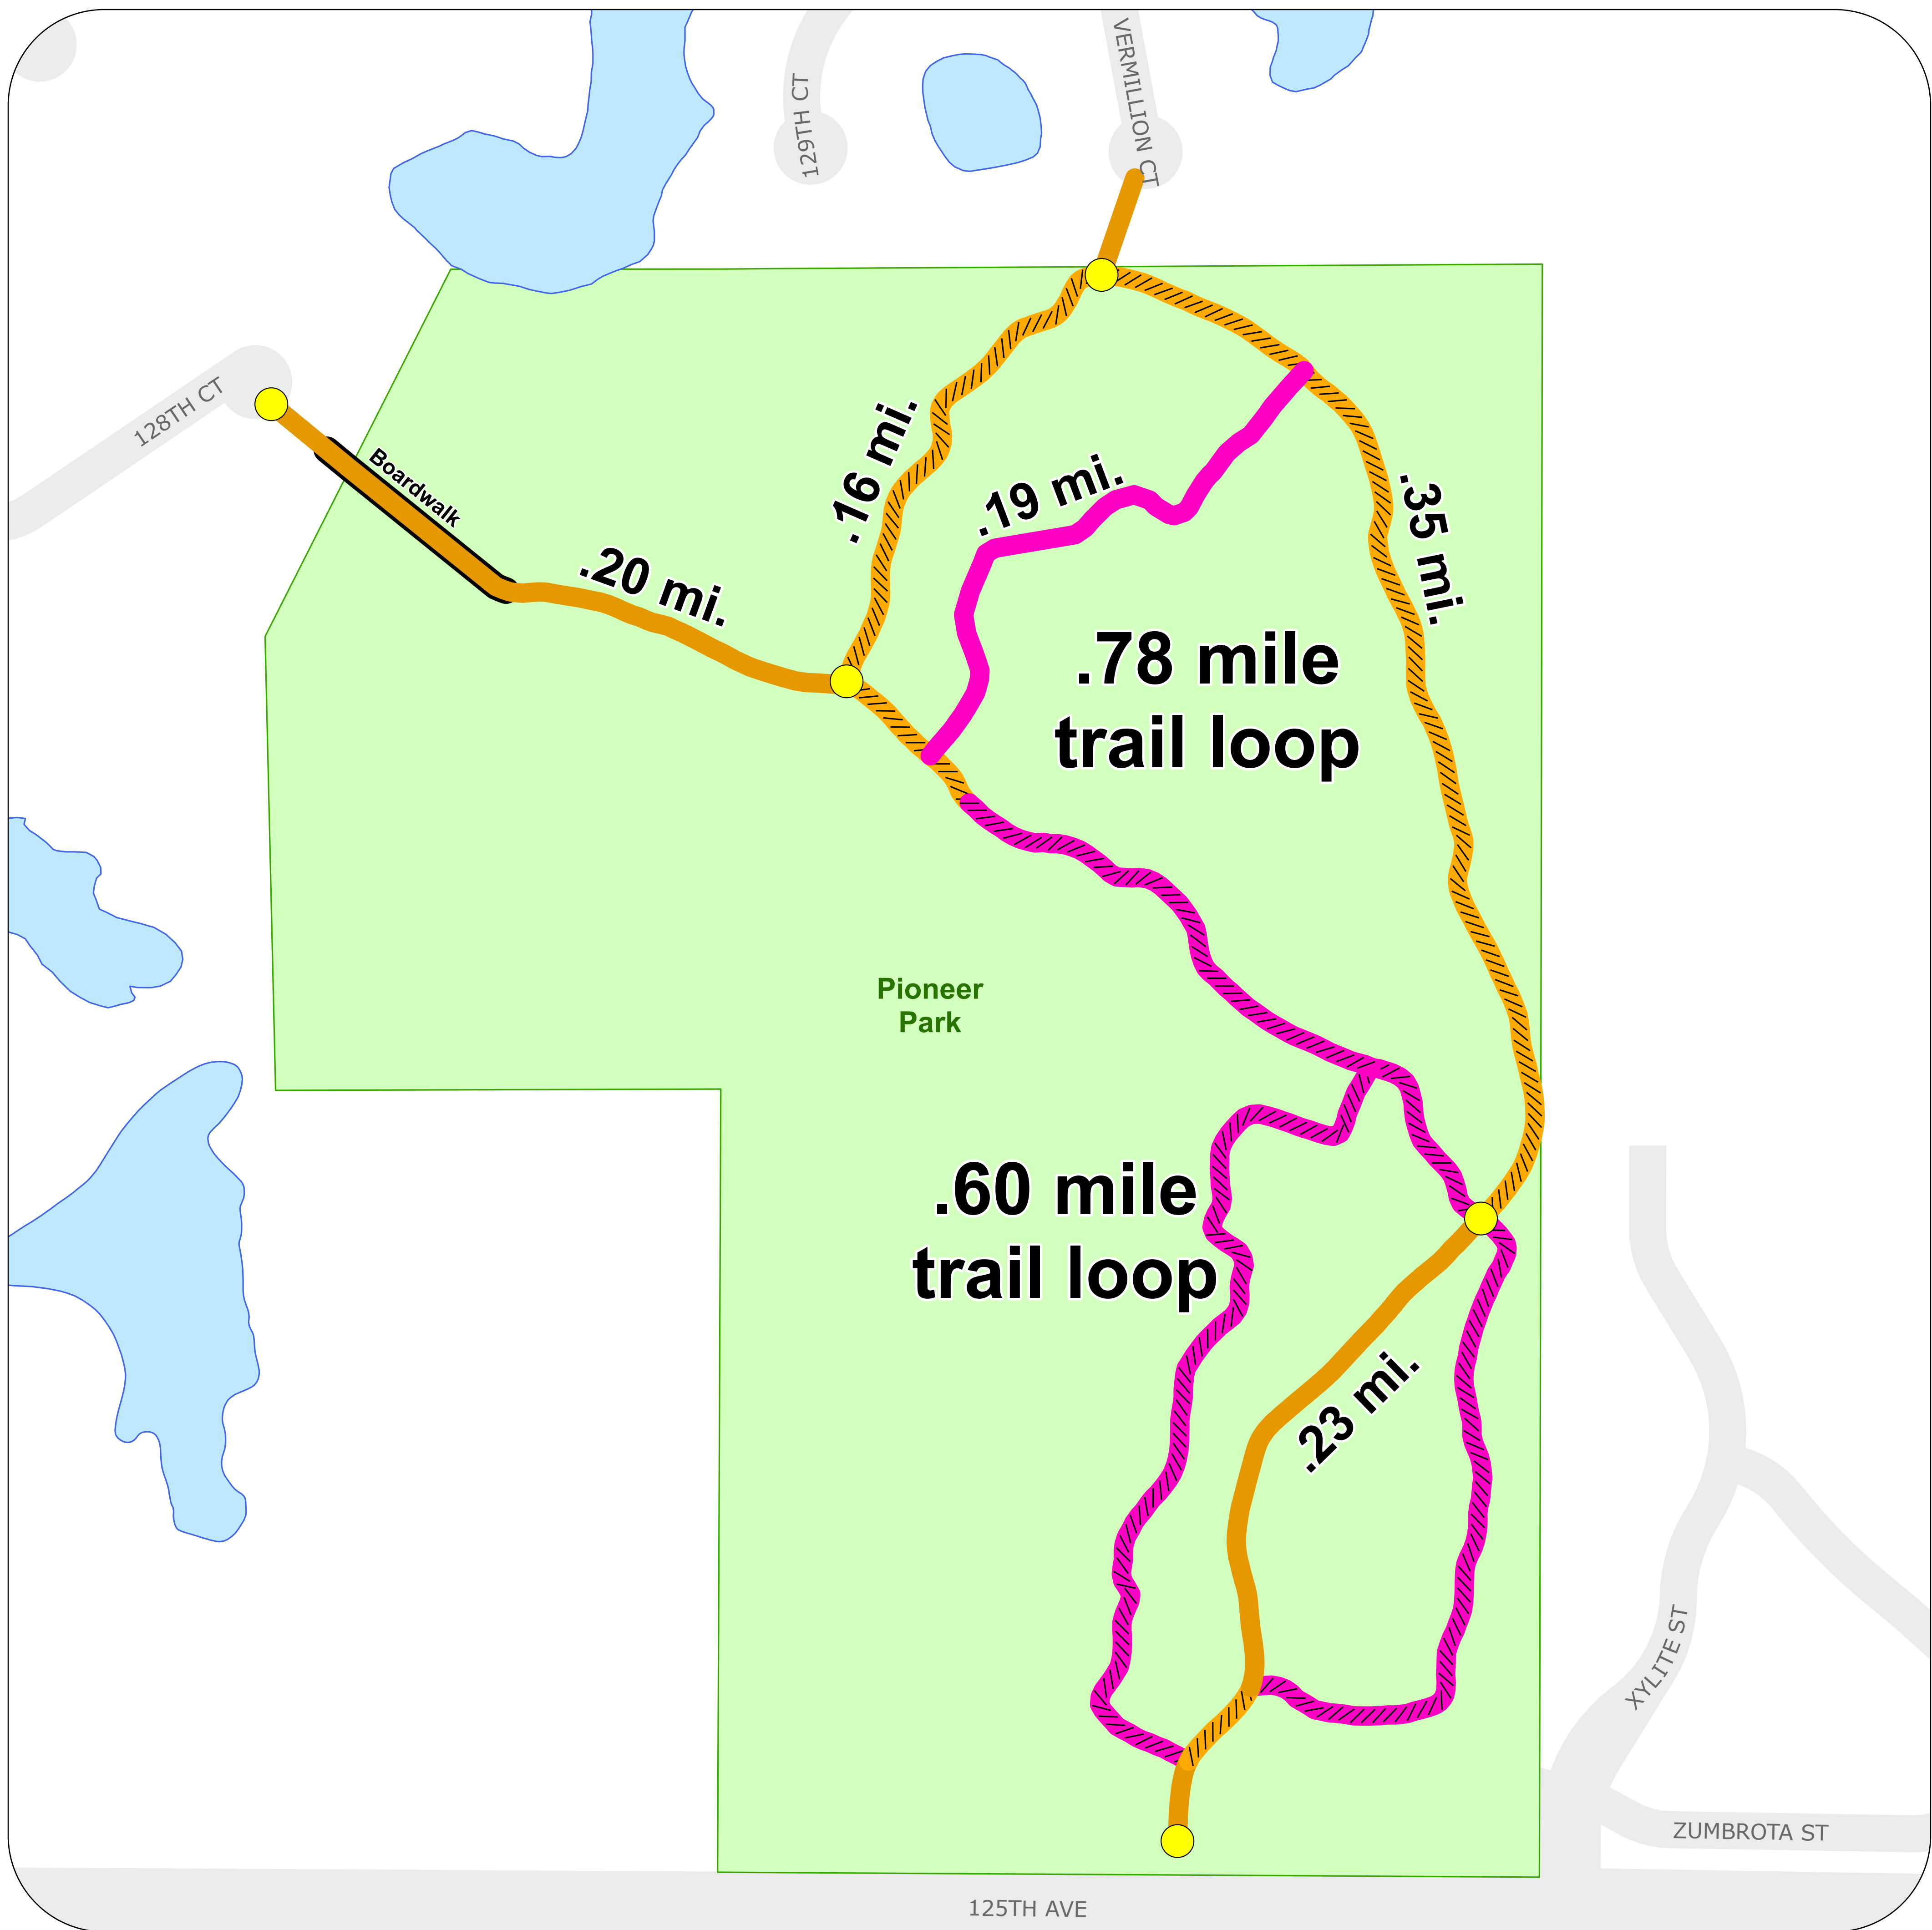 VERMILLION CT
129TH CT
128TH CT
Boardwalk
.16 mi.
.19 mi.
.35 mi.
.20 mi.
.78 mile
trail loop
Pioneer
Park
.60 mile
trail loop
.23 mi.
XYLITE ST
ZUMBROTA ST
125TH AVE